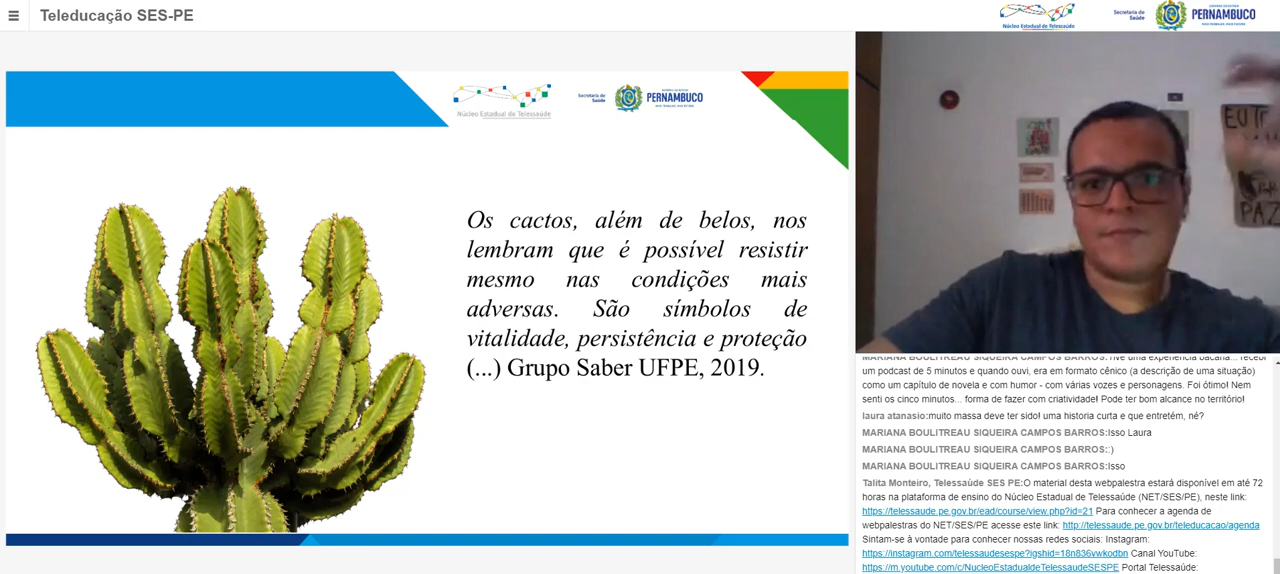 Teleducação SES-PE
Núcleo Estadual de Telessaúde
Secretaria de
Saúde
PERNAMBUCO
Núcleo Estadual de Telessaúde
Secretaria de
Saúde
PERNAMBUCO
Os cactos, além de belos, nos
lembram que é possível resistir
mesmo nas condições mais
adversas. São símbolos de
vitalidade, persistência e proteção
(...) Grupo Saber UFPE, 2019.
PAZ
MARIANA BOULITREAU SIQUEIRA CAMPOS BARROS:Tive uma experiência bacana... recebi
um podcast de 5 minutos e quando ouvi, era em formato cênico (a descrição de uma situação)
como um capítulo de novela e com humor - com várias vozes e personagens. Foi ótimo! Nem
senti os cinco minutos... forma de fazer com criatividade! Pode ter bom alcance no território!
laura atanasio:muito massa deve ter sido! uma historia curta e que entretém, né?
MARIANA BOULITREAU SIQUEIRA CAMPOS BARROS:Isso Laura
MARIANA BOULITREAU SIQUEIRA CAMPOS BARROS::)
MARIANA BOULITREAU SIQUEIRA CAMPOS BARROS:Isso
Talita Monteiro, Telessaúde SES PE:O material desta webpalestra estará disponível em até 72
horas na plataforma de ensino do Núcleo Estadual de Telessaúde (NET/SES/PE), neste link:
https://telessaude.pe.gov.br/ead/course/view.php?id=21 Para conhecer a agenda de
webpalestras do NET/SES/PE acesse este link: http://telessaude.pe.gov.br/teleducacao/agenda
Sintam-se à vontade para conhecer nossas redes sociais: Instagram:
https://instagram.com/telessaudesespe?igshid=18n836vwkodbn Canal YouTube:
https://m.youtube.com/c/NucleoEstadualdeTelessaudeSESPE Portal Telessaúde: